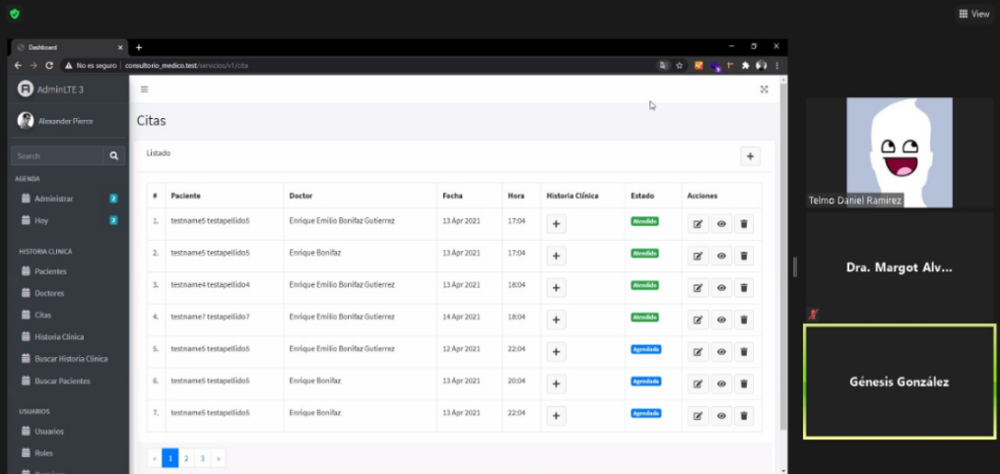 View
Dashboard
No es seguro | consultorio_medico.test/servicios/v1/cita
AdminLTE 3
Alexander Pierce
Search
AGENDA
Administrar 2
Hoy 2
HISTORIA CLINICA
Pacientes
Doctores
Citas
Historia Clínica
Buscar Historia Clínica
Buscar Pacientes
USUARIOS
Usuarios
Roles
Citas
Listado
# Paciente Doctor Fecha Hora Historia Clínica Estado Acciones
1. testname5 testapellido5 Enrique Emilio Bonifaz Gutierrez 13 Apr 2021 17:04 + Atendido
2. testname5 testapellido5 Enrique Bonifaz 13 Apr 2021 17:04 + Atendido
3. testname4 testapellido4 Enrique Emilio Bonifaz Gutierrez 13 Apr 2021 18:04 + Atendido
4. testname7 testapellido7 Enrique Emilio Bonifaz Gutierrez 14 Apr 2021 18:04 + Atendido
5. testname5 testapellido5 Enrique Emilio Bonifaz Gutierrez 12 Apr 2021 22:04 + Agendada
6. testname5 testapellido5 Enrique Bonifaz 13 Apr 2021 20:04 + Agendada
7. testname5 testapellido5 Enrique Bonifaz 13 Apr 2021 22:04 + Agendada
« 1 2 3 »
Telmo Daniel Ramirez
Dra. Margot Alv...
Génesis González